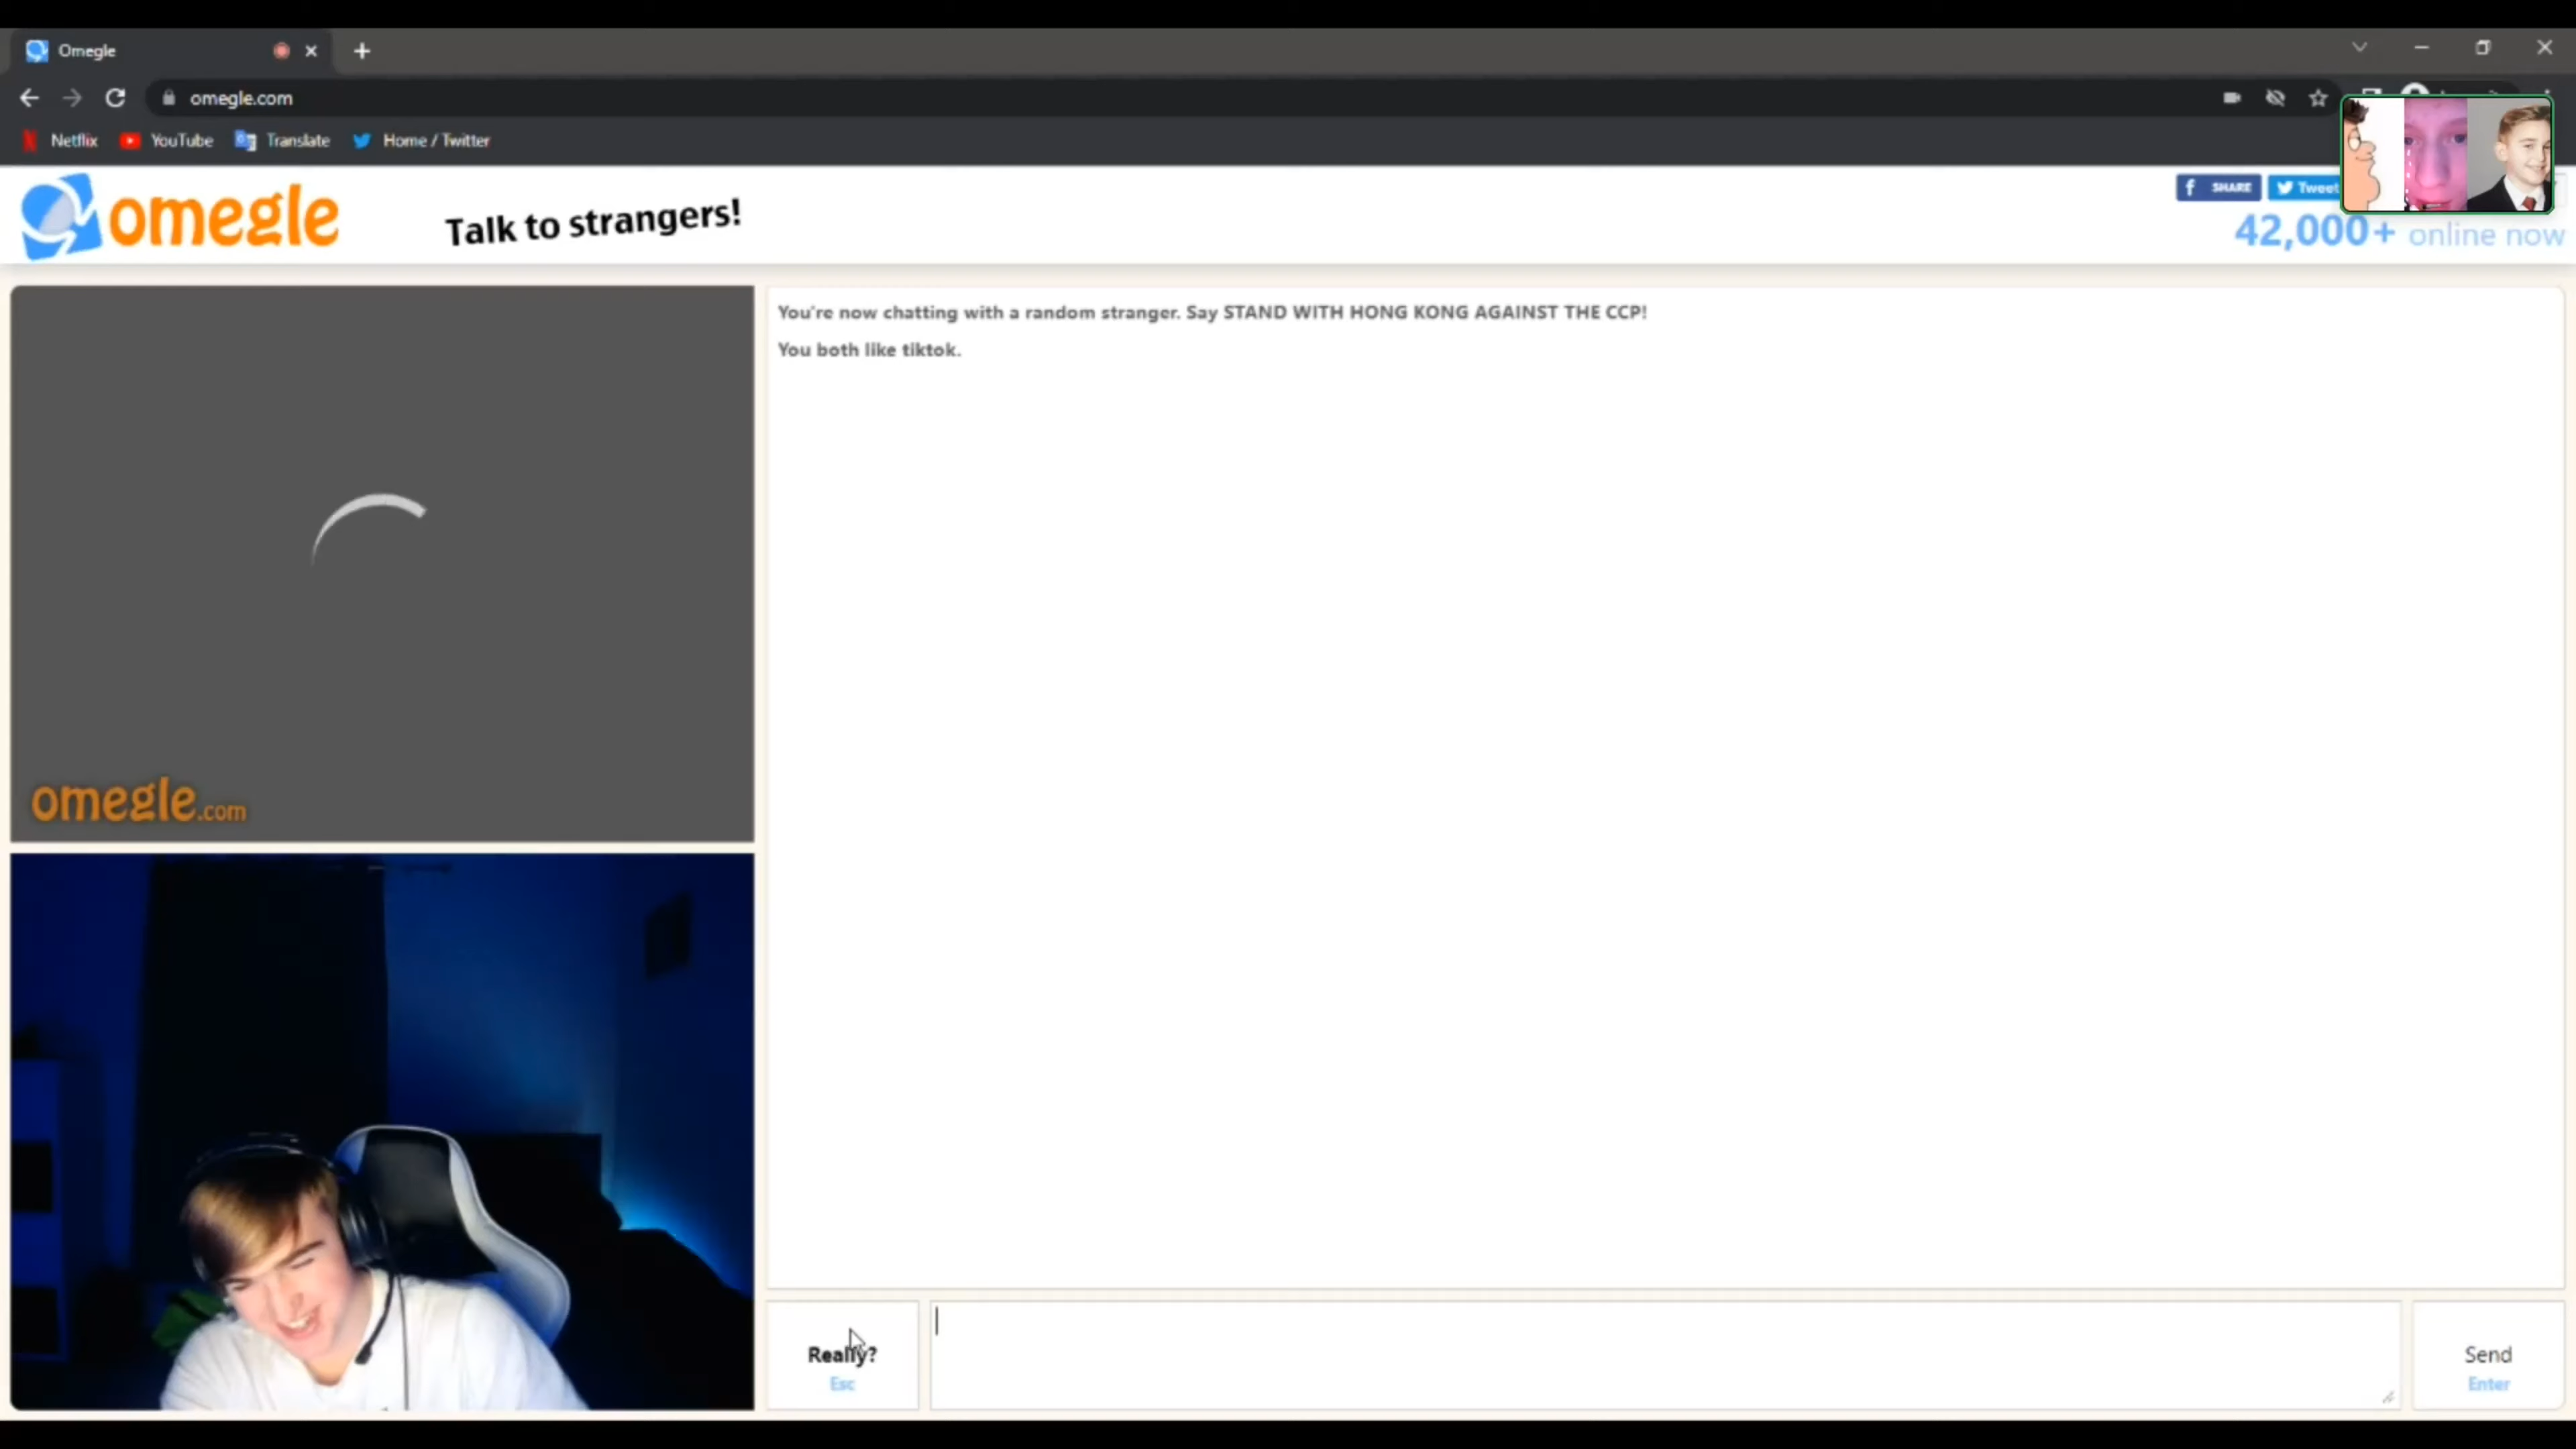 Omegle
omegle.com
Netflix
YouTube
Translate
Home / Twitter
omegle
Talk to strangers!
SHARE
Tweet
42,000+ online now
You're now chatting with a random stranger. Say STAND WITH HONG KONG AGAINST THE CCP!
You both like tiktok.
omegle.com
Really?
Esc
Send
Enter